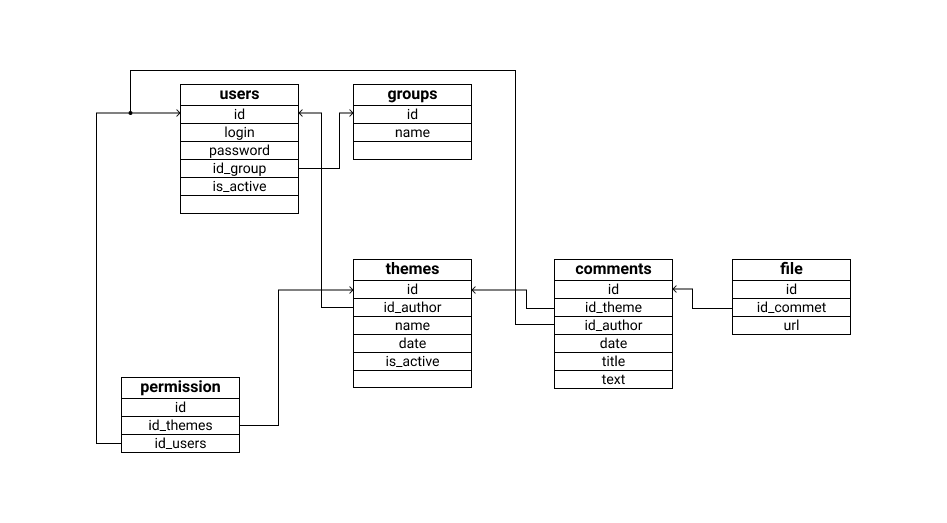 users
id
login
password
id_group
is_active
groups
id
name
themes
id
id_author
name
date
is_active
comments
id
id_theme
id_author
date
title
text
file
id
id_commet
url
permission
id
id_themes
id_users